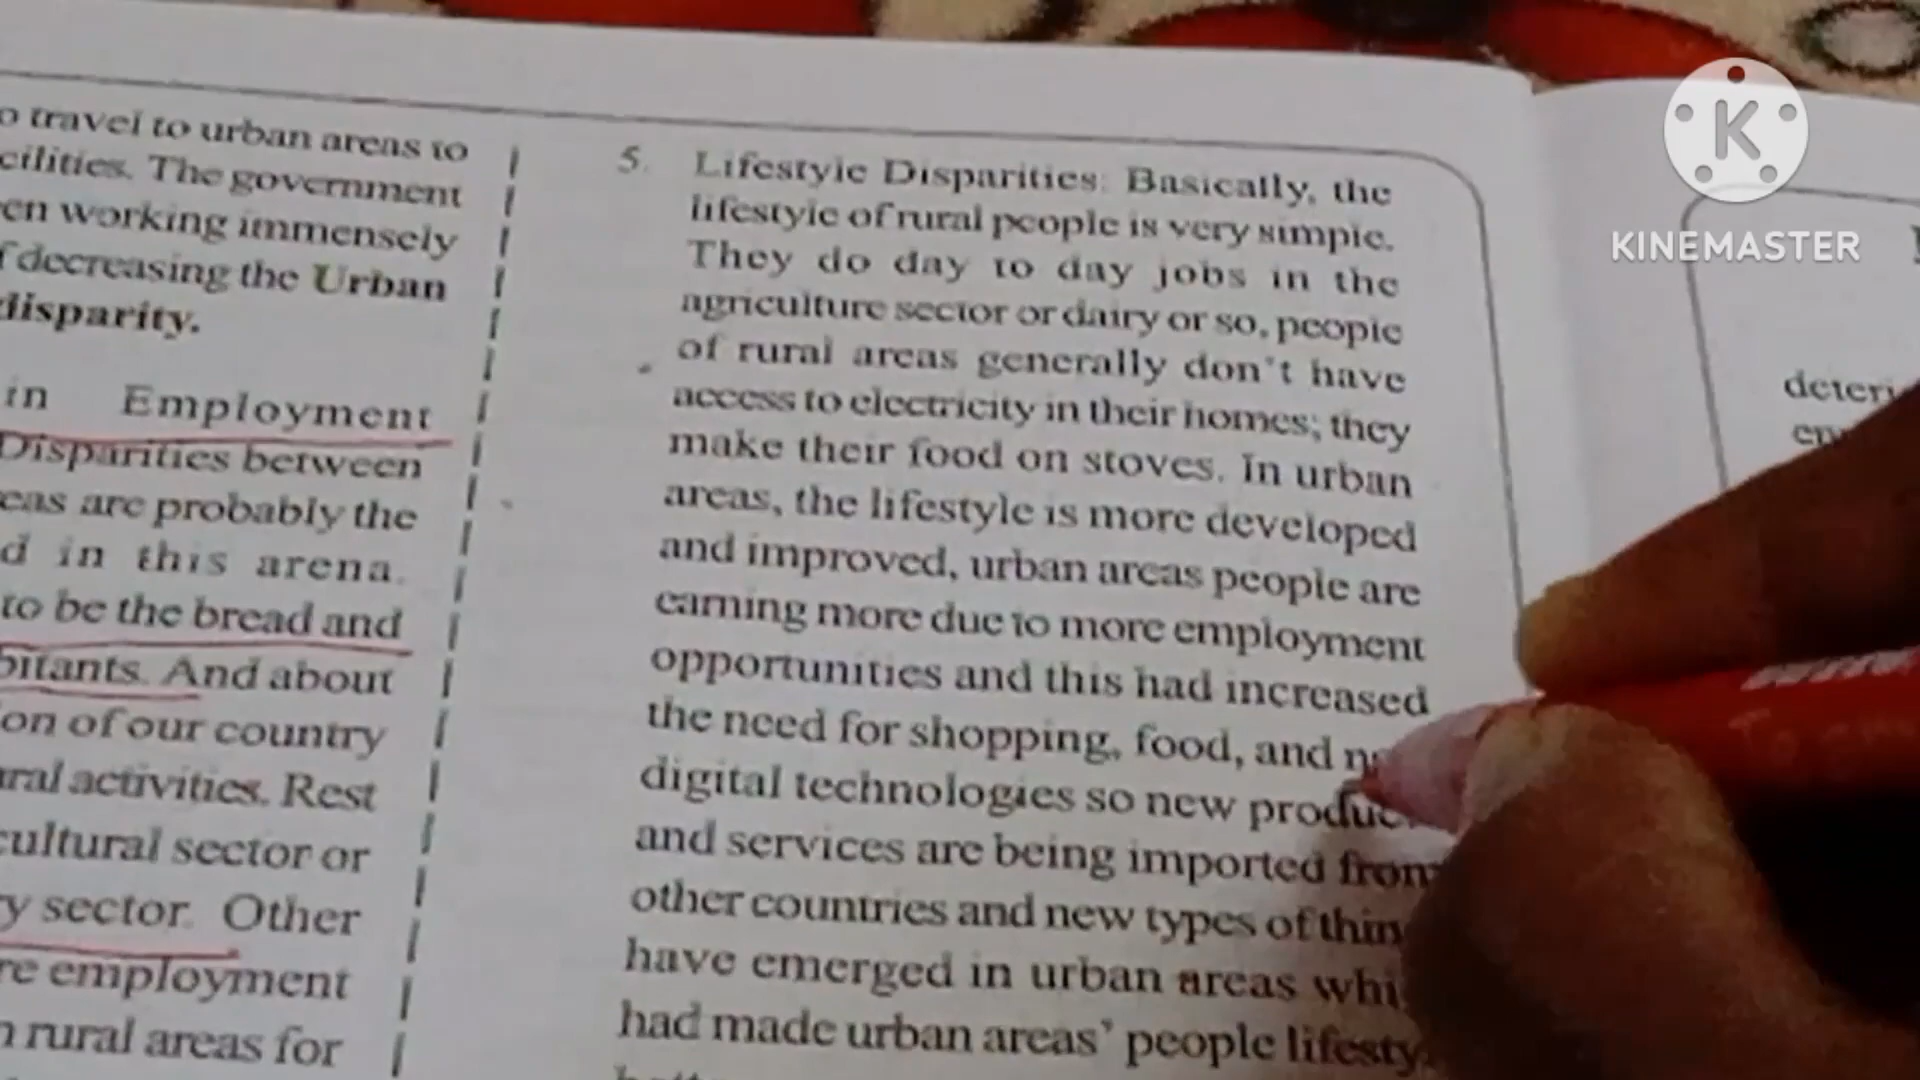 o travel to urban areas to
cilities. The government
en working immensely
f decreasing the Urban
disparity.
in Employment
Disparities between
eas are probably the
d in this arena.
to be the bread and
bitants. And about
ion of our country
ural activities. Rest
cultural sector or
y sector. Other
re employment
n rural areas for
5. Lifestyle Disparities: Basically, the
lifestyle of rural people is very simple.
They do day to day jobs in the
agriculture sector or dairy or so, people
of rural areas generally don't have
access to electricity in their homes; they
make their food on stoves. In urban
areas, the lifestyle is more developed
and improved, urban areas people are
earning more due to more employment
opportunities and this had increased
the need for shopping, food, and
digital technologies so new produc
and services are being imported from
other countries and new types of thin
have emerged in urban areas whi
had made urban areas' people lifesty
deteri
K
KINEMASTER